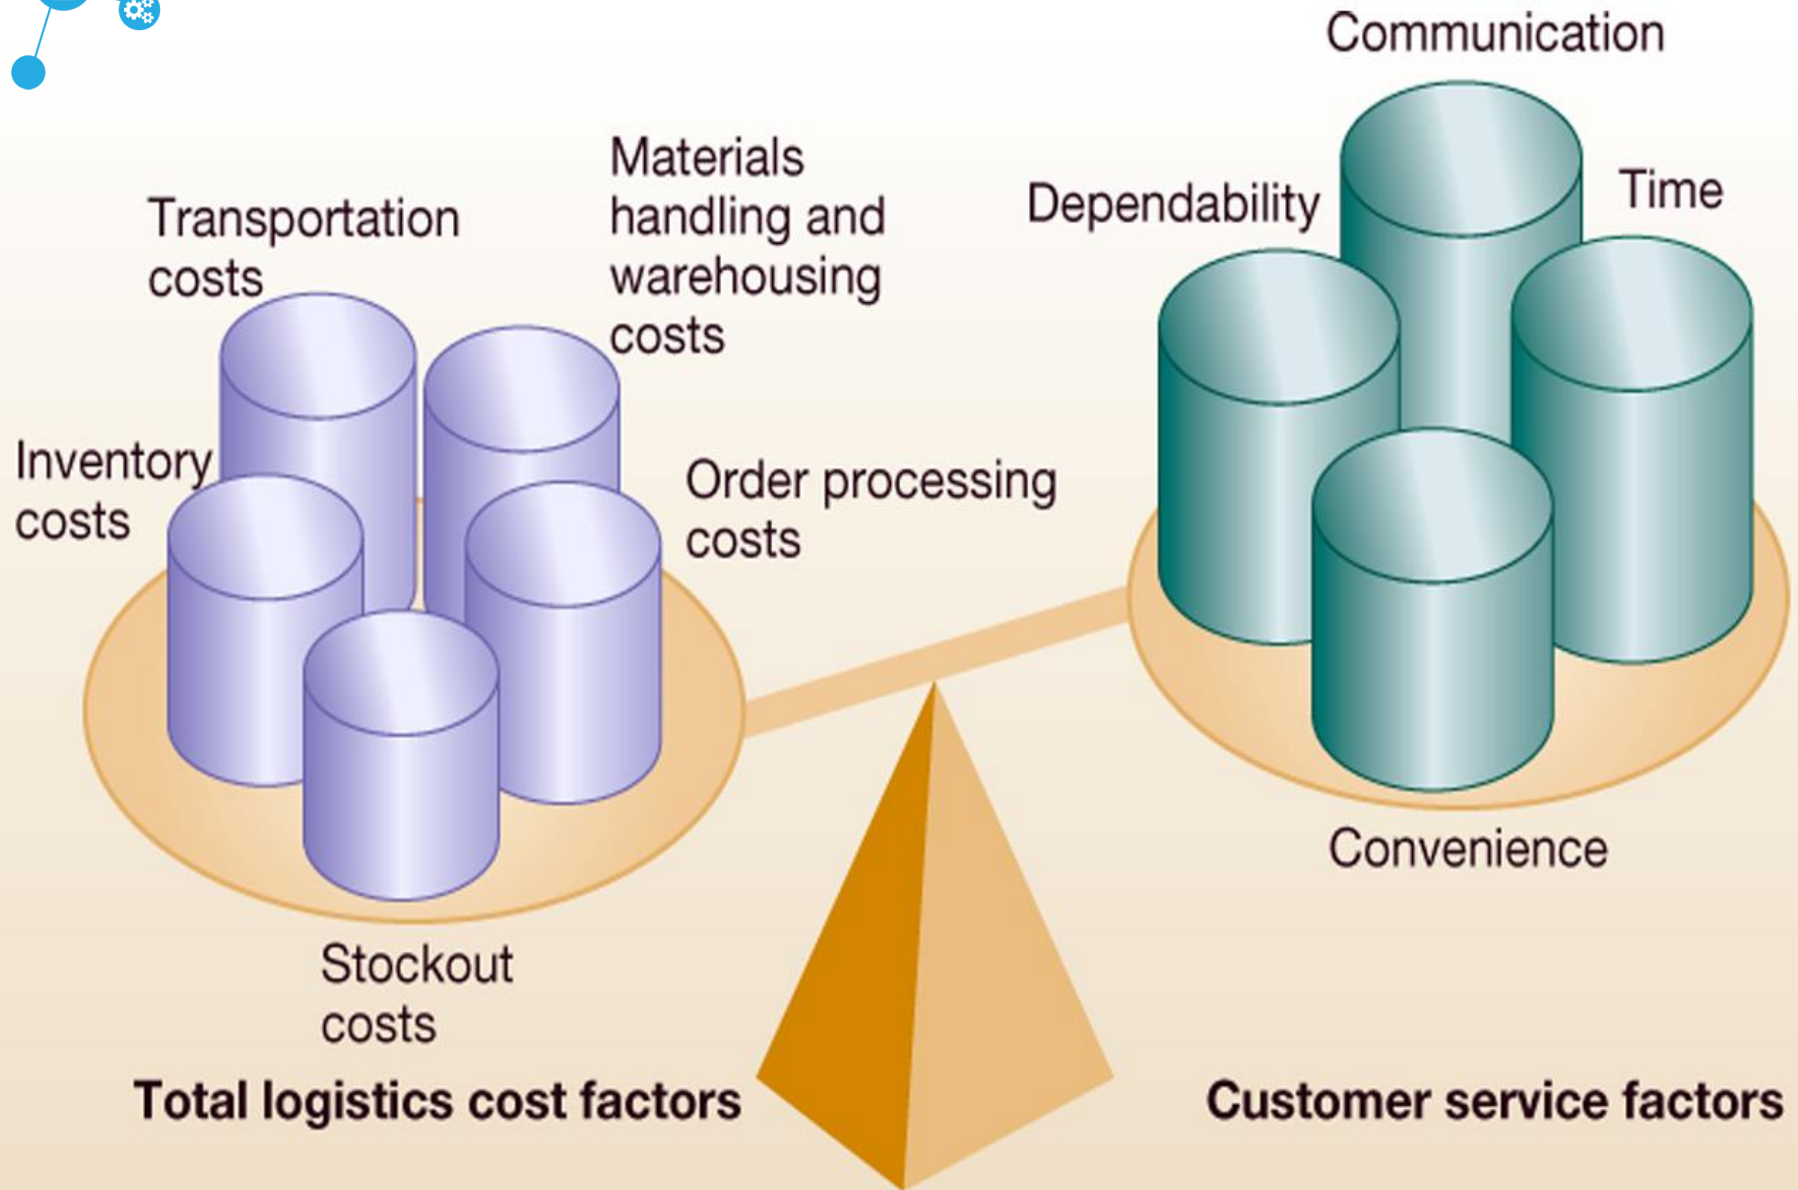 Communication
Materials
handling and
warehousing
costs
Transportation
costs
Dependability
Time
Inventory
costs
Order processing
costs
Convenience
Stockout
costs
Total logistics cost factors
Customer service factors